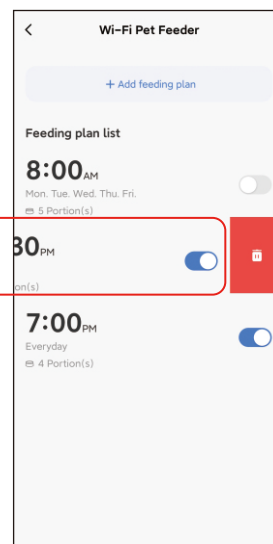 Wi-Fi Pet Feeder
+ Add feeding plan
Feeding plan list
8:00AM
Mon. Tue. Wed. Thu. Fri.
5 Portion(s)
30PM
on(s)
7:00PM
Everyday
4 Portion(s)